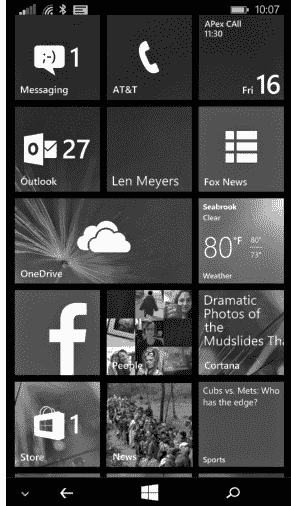 10:07
1
Messaging
AT&T
APex CAll
11:30
Fri 16
27
Outlook
Len Meyers
Fox News
OneDrive
Seabrook
Clear
80°F
80°
73°
Weather
People
Dramatic
Photos of
the
Mudslides Th
Cortana
1
Store
News
Cubs vs. Mets: Who
has the edge?
Sports